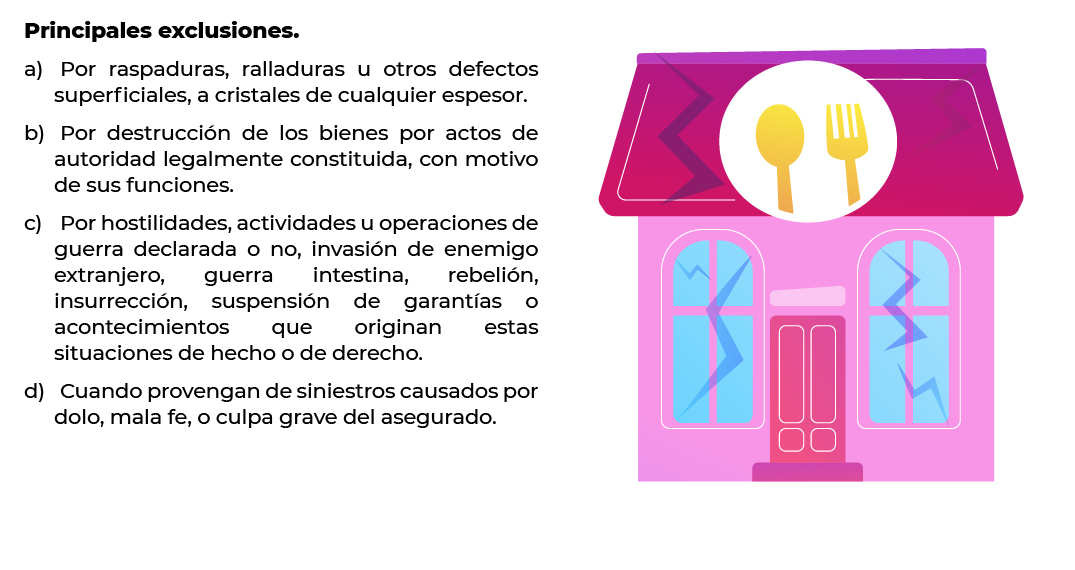 Principales exclusiones.
a) Por raspaduras, ralladuras u otros defectos
superficiales, a cristales de cualquier espesor.
b) Por destrucción de los bienes por actos de
autoridad legalmente constituida, con motivo
de sus funciones.
c) Por hostilidades, actividades u operaciones de
guerra declarada o no, invasión de enemigo
extranjero, guerra intestina, rebelión,
insurrección, suspensión de garantías o
acontecimientos que originan estas
situaciones de hecho o de derecho.
d) Cuando provengan de siniestros causados por
dolo, mala fe, o culpa grave del asegurado.